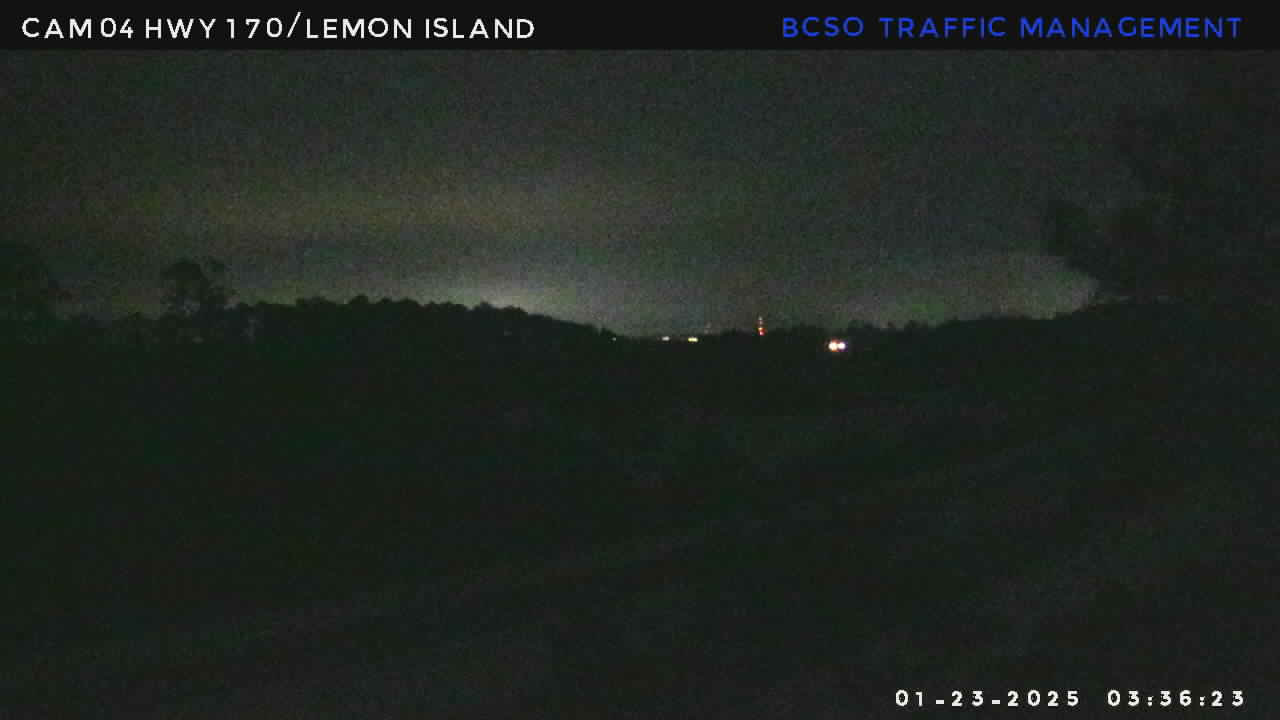 CAM04 HWY 170/LEMON ISLAND
BCSO TRAFFIC MANAGEMENT
01-23-2025 03:36:23